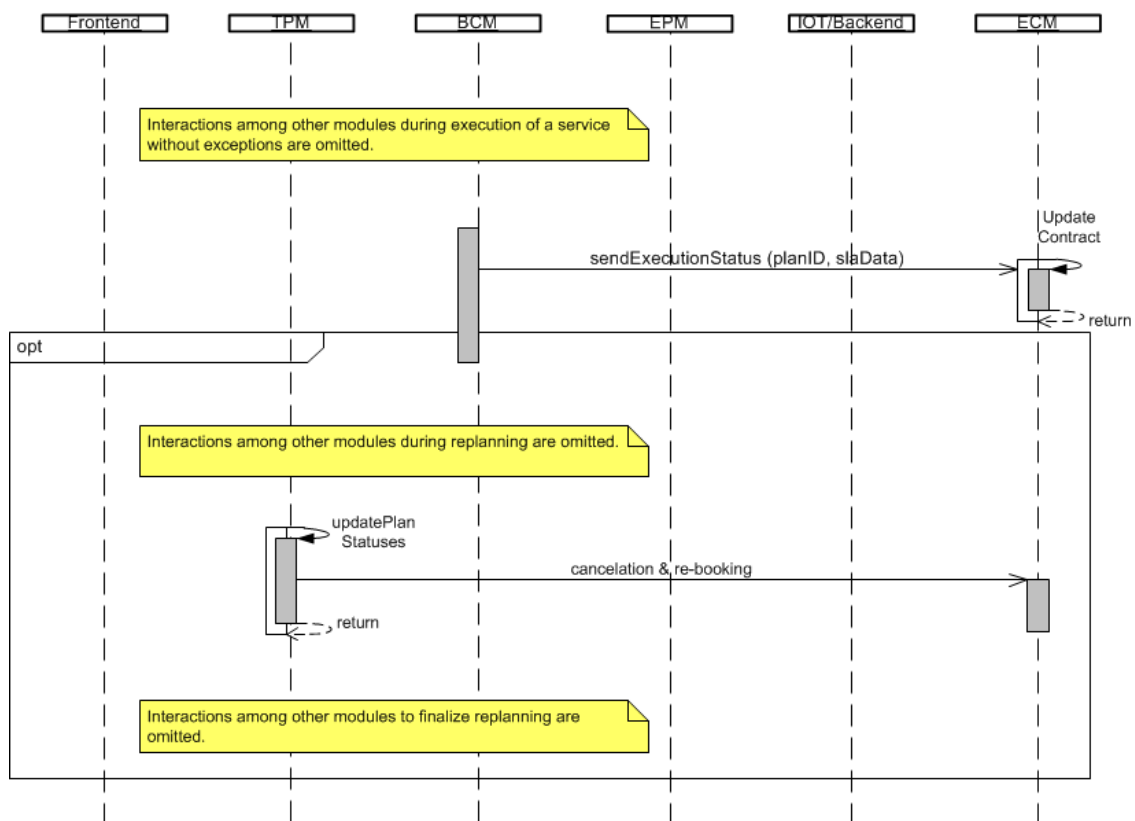 Frontend
TPM
BCM
EPM
IOT/Backend
ECM
Interactions among other modules during execution of a service
without exceptions are omitted.
Update
Contract
sendExecutionStatus (planID, slaData)
return
opt
Interactions among other modules during replanning are omitted.
updatePlan
Statuses
cancelation & re-booking
return
Interactions among other modules to finalize replanning are
omitted.